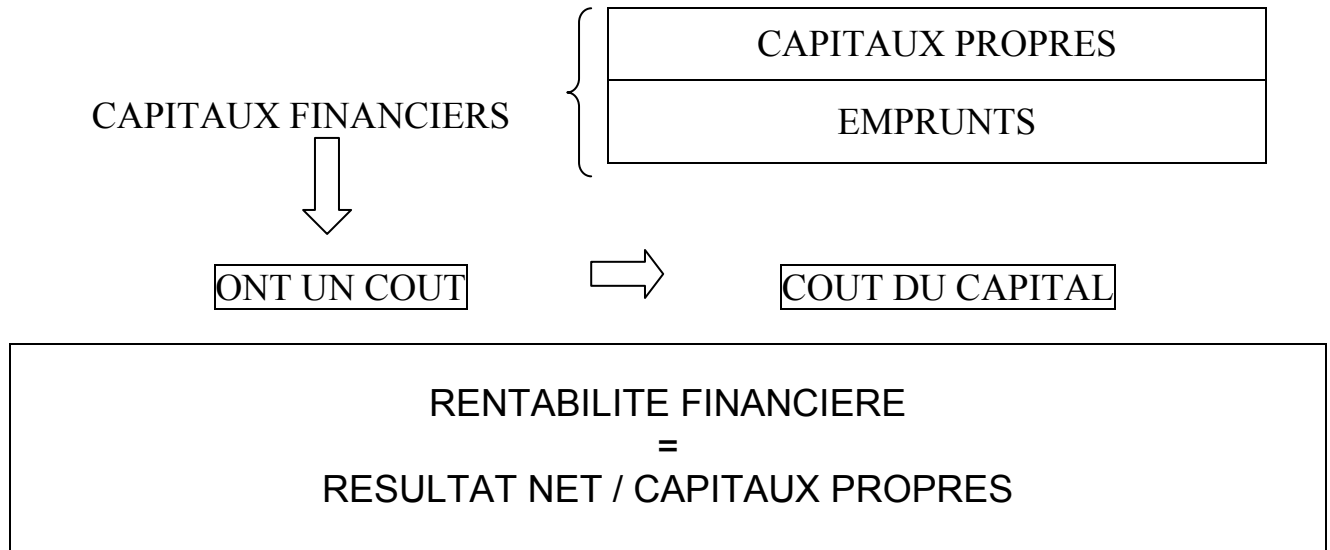 CAPITAUX PROPRES
CAPITAUX FINANCIERS
EMPRUNTS
ONT UN COUT
COUT DU CAPITAL
RENTABILITE FINANCIERE
=
RESULTAT NET / CAPITAUX PROPRES